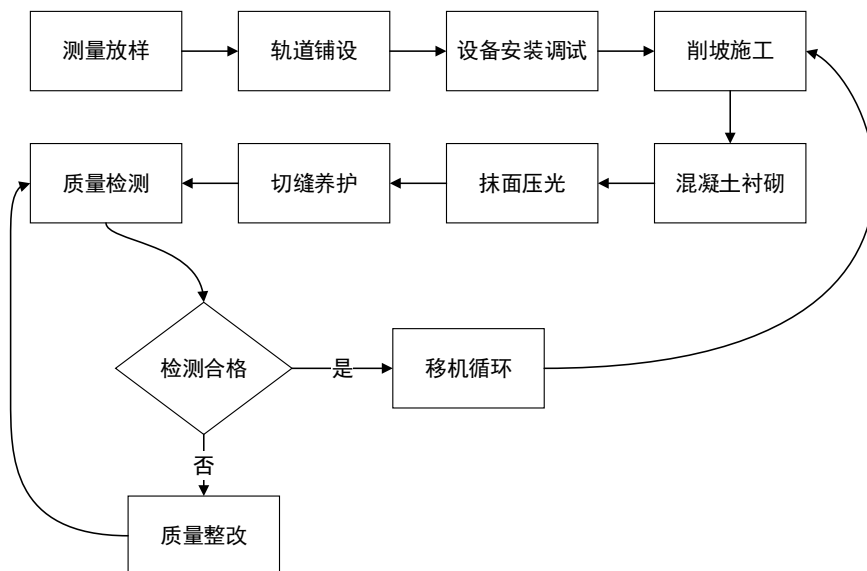 测量放样
轨道铺设
设备安装调试
削坡施工
质量检测
切缝养护
抹面压光
混凝土衬砌
检测合格
是
移机循环
否
质量整改